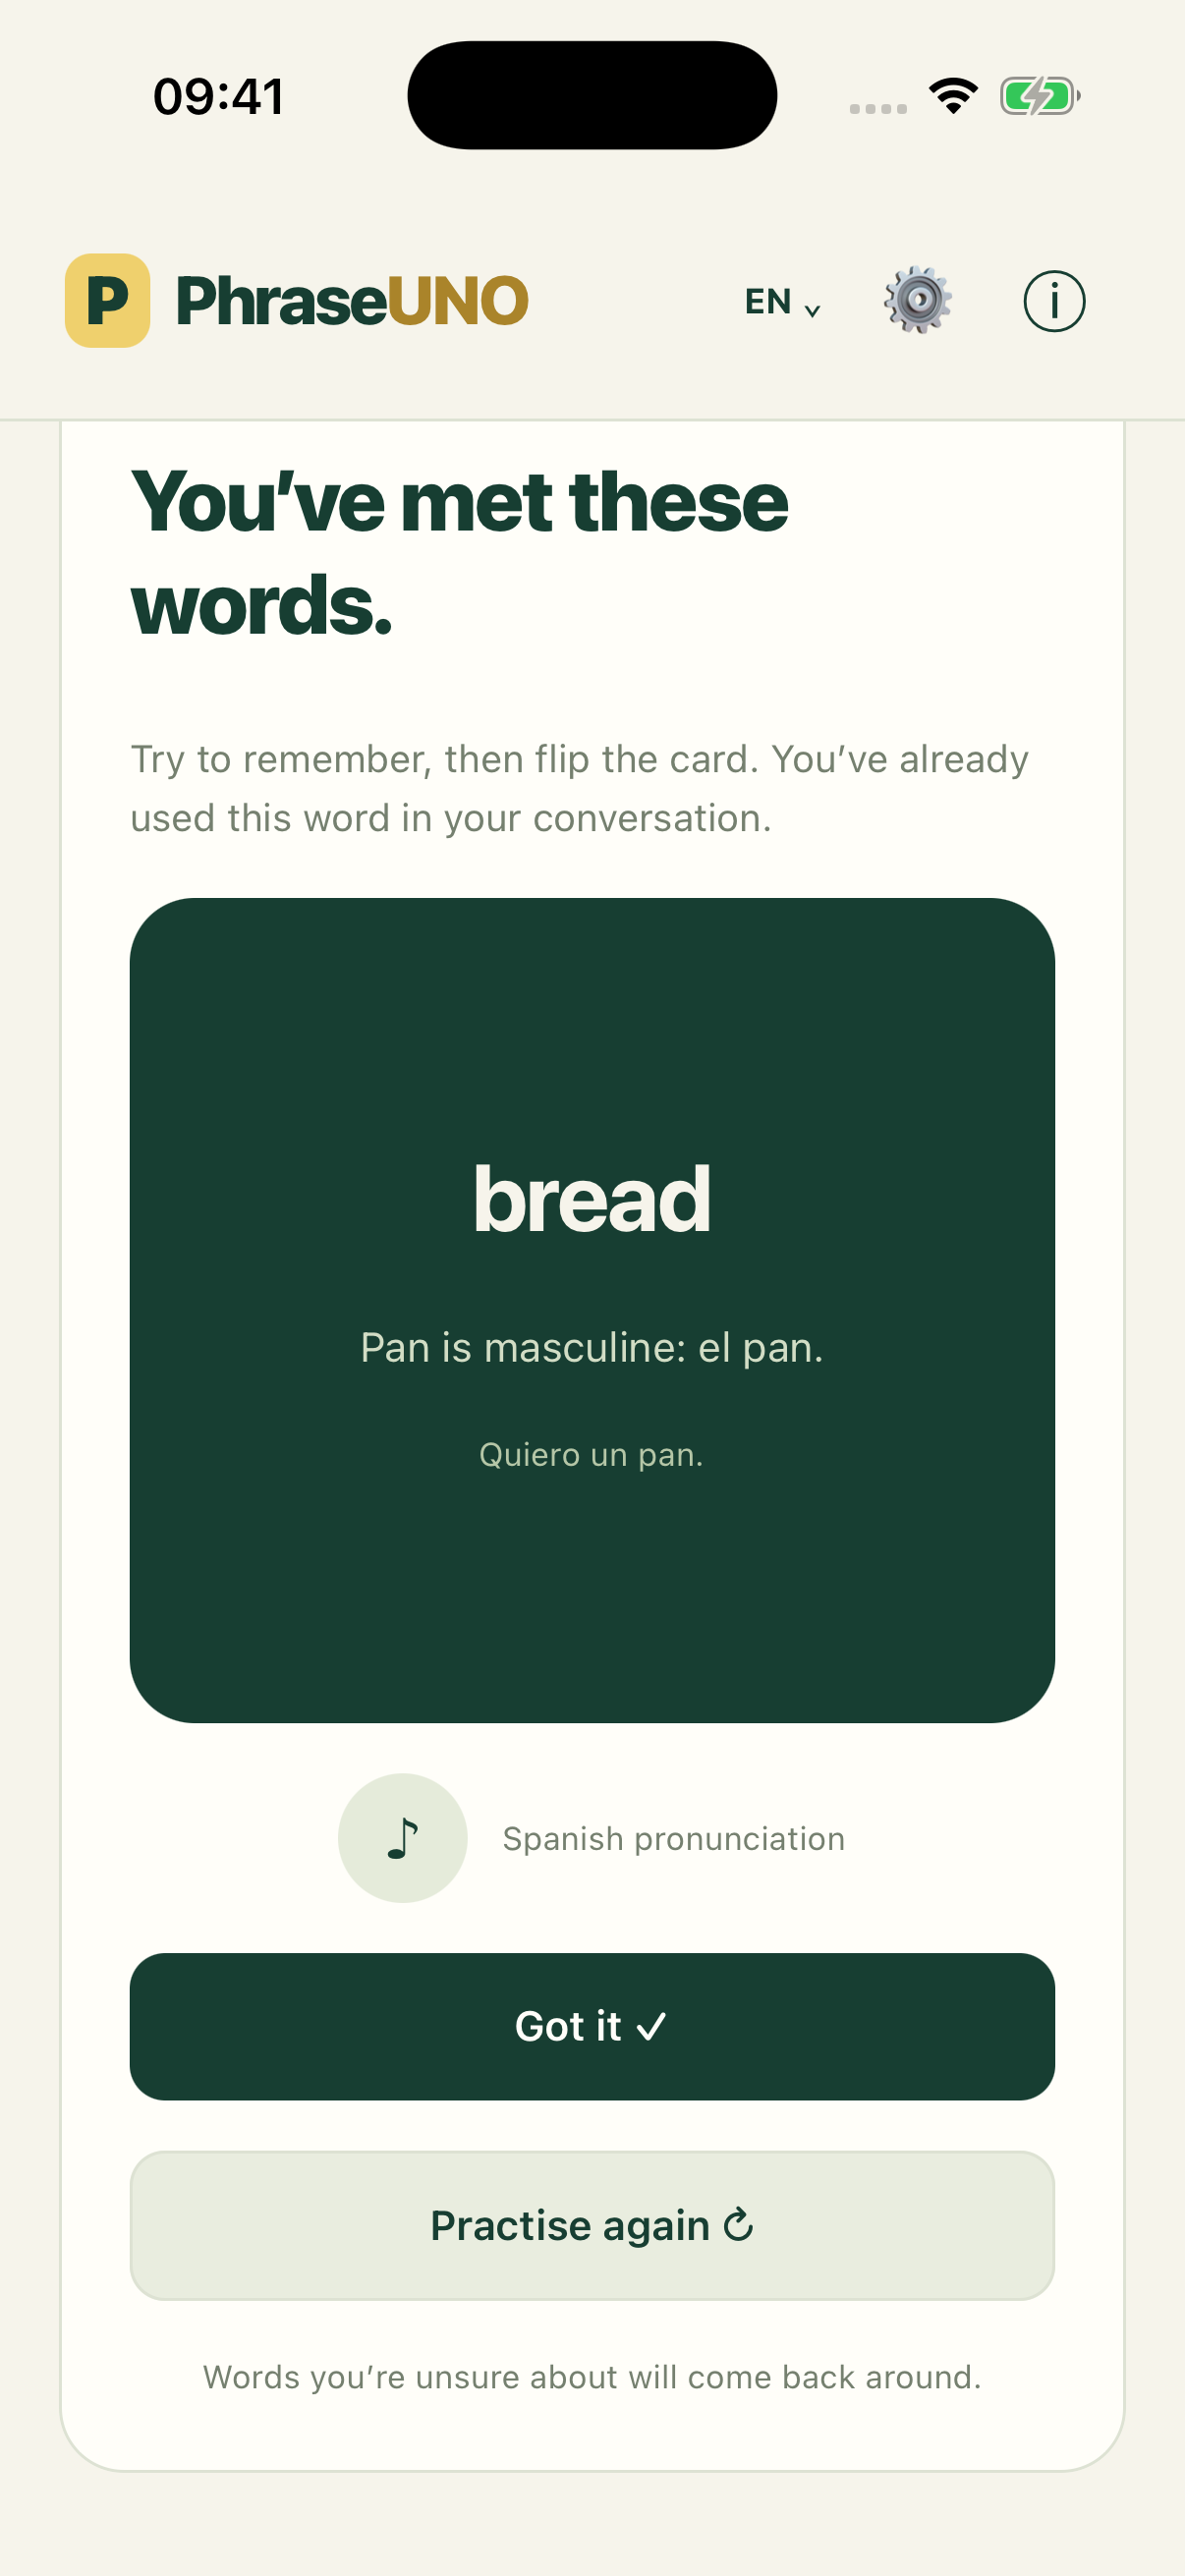 09:41
P PhraseUNO EN
You’ve met these
words.
Try to remember, then flip the card. You’ve already
used this word in your conversation.
bread
Pan is masculine: el pan.
Quiero un pan.
♪ Spanish pronunciation
Got it ✓
Practise again ↻
Words you’re unsure about will come back around.